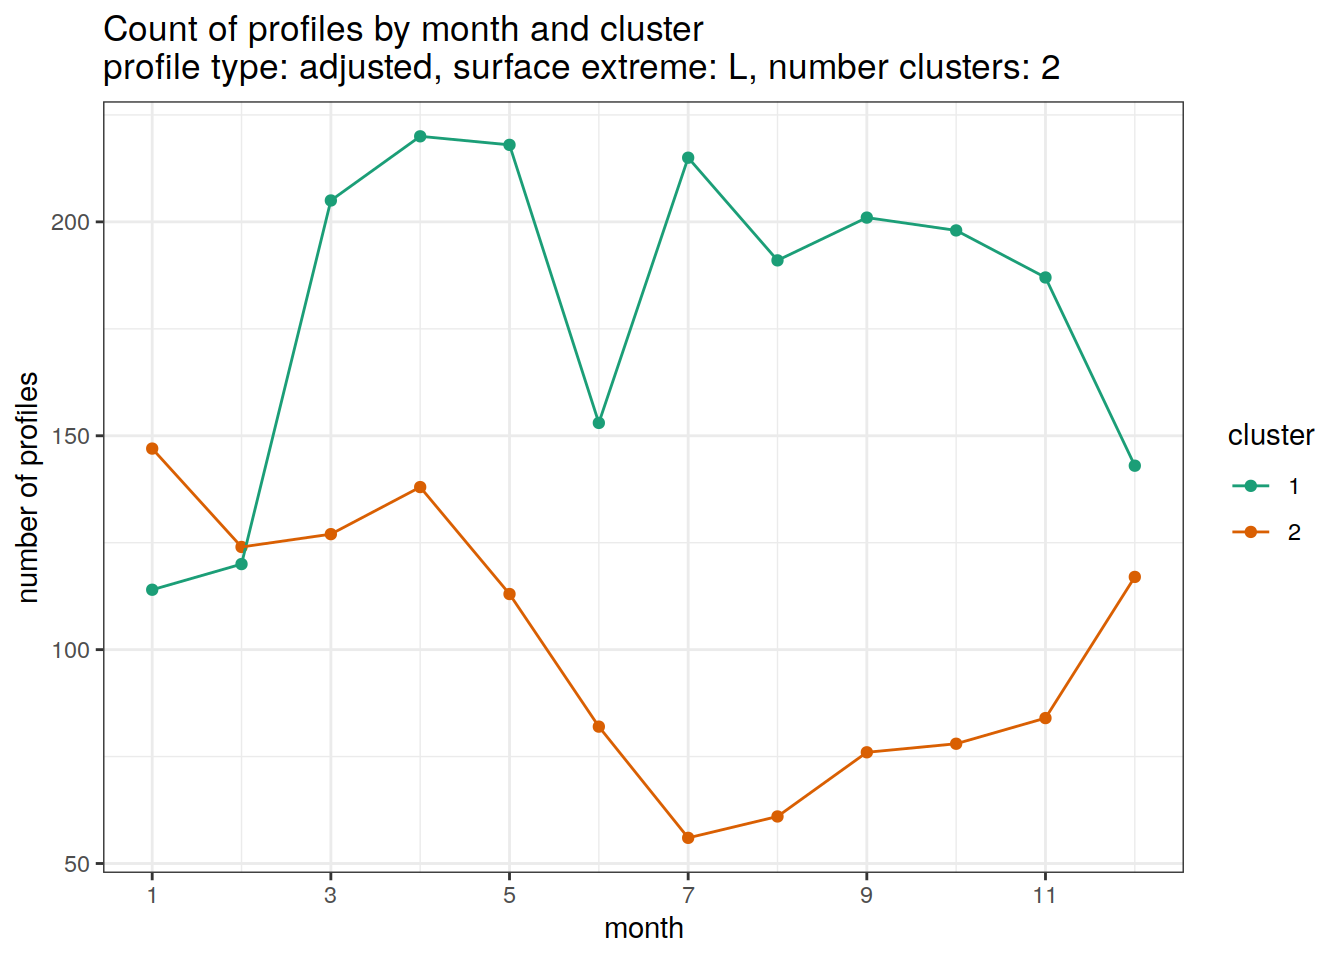 Count of profiles by month and cluster
profile type: adjusted, surface extreme: L, number clusters: 2
number of profiles
200
150
100
50
1 3 5 7 9 11
month
cluster
1
2